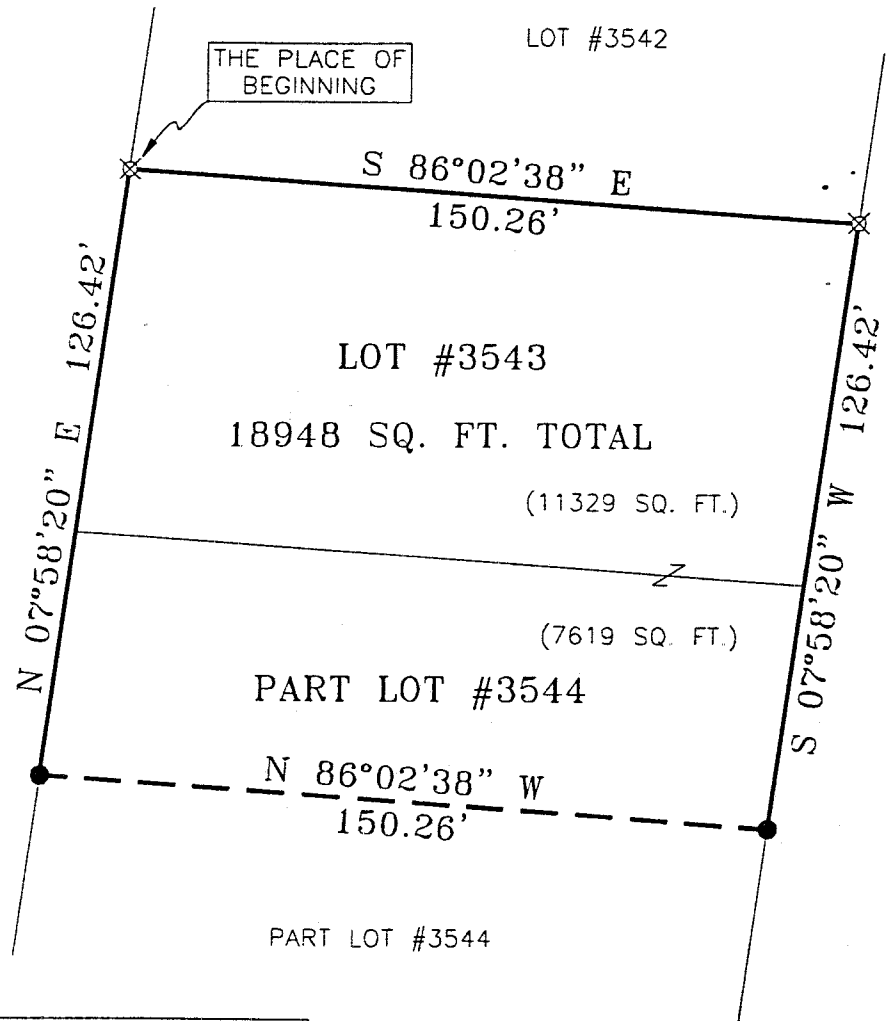 LOT #3542
THE PLACE OF
BEGINNING
S 86°02'38" E
150.26'
N 07°58'20" E 126.42'
S 07°58'20" W 126.42'
LOT #3543
18948 SQ. FT. TOTAL
(11329 SQ. FT.)
(7619 SQ. FT.)
PART LOT #3544
N 86°02'38" W
150.26'
PART LOT #3544